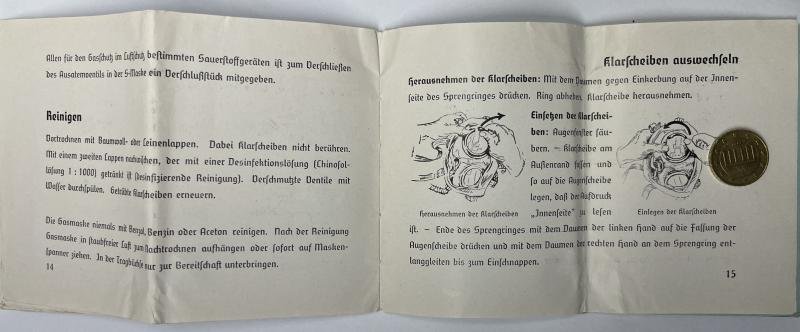 Allen für den Gasschutz im Luftschutz bestimmten Sauerstoffgeräten ist zum Verschließen
des Ausatemventils in der S-Maske ein Verschlußstück mitgegeben.
Reinigen
Vortrocknen mit Baumwoll- oder Leinenlappen. Dabei Klarscheiben nicht berühren.
Mit einem zweiten Lappen nachwischen, der mit einer Desinfektionslösung (Chinosol-
lösung 1 : 1000) getränkt ist (desinfizierende Reinigung). Verschmutzte Ventile mit
Wasser durchspülen. Getrübte Klarscheiben erneuern.
Die Gasmaske niemals mit Benzol, Benzin oder Aceton reinigen. Nach der Reinigung
Gasmaske in staubfreier Luft zum Nachtrocknen aufhängen oder sofort auf Masken-
spanner ziehen. In der Tragbüchse nur zur Bereitschaft unterbringen.
14
Klarscheiben auswechseln
Herausnehmen der Klarscheiben: Mit dem Daumen gegen Einkerbung auf der Innen-
seite des Sprengringes drücken. Ring abheben, Klarscheibe herausnehmen.
Einsetzen der Klarschei-
ben: Augenfenster säu-
bern. – Klarscheibe am
Außenrand fassen und
so auf die Augenscheibe
legen, daß der Aufdruck
„Innenseite" zu lesen
Herausnehmen der Klarscheiben
Einlegen der Klarscheiben
ist. – Ende des Sprengringes mit dem Daumen der linken Hand auf die Fassung der
Augenscheibe drücken und mit dem Daumen der rechten Hand an dem Sprengring ent-
langgleiten bis zum Einschnappen.
15